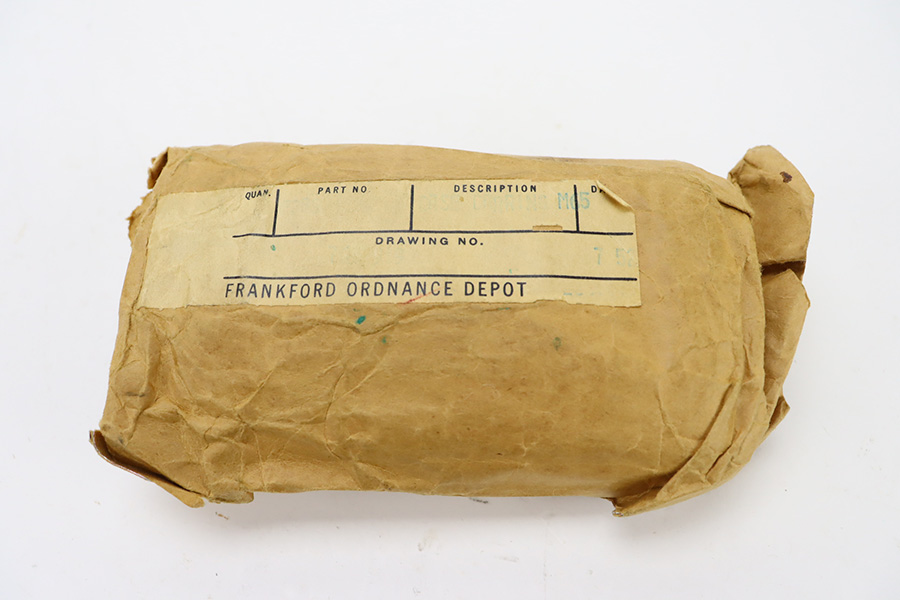 QUAN. PART NO DESCRIPTION D
DRAWING NO.
FRANKFORD ORDNANCE DEPOT